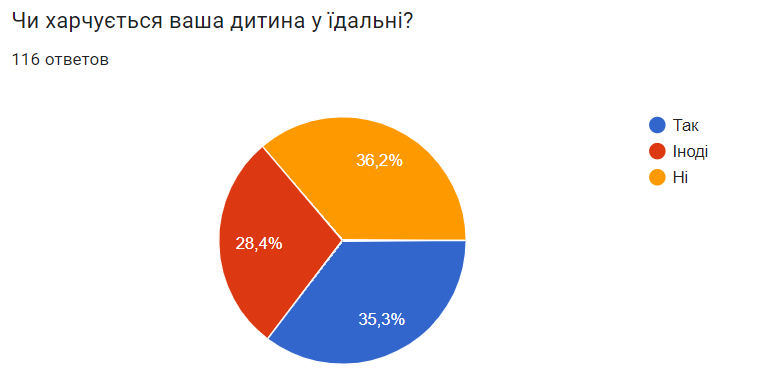 Чи харчується ваша дитина у їдальні?
116 ответов
36,2%
28,4%
35,3%
Так
Іноді
Ні